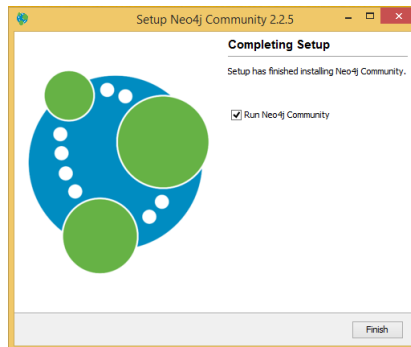 Setup Neo4j Community 2.2.5
Completing Setup
Setup has finished installing Neo4j Community.
Run Neo4j Community
Finish